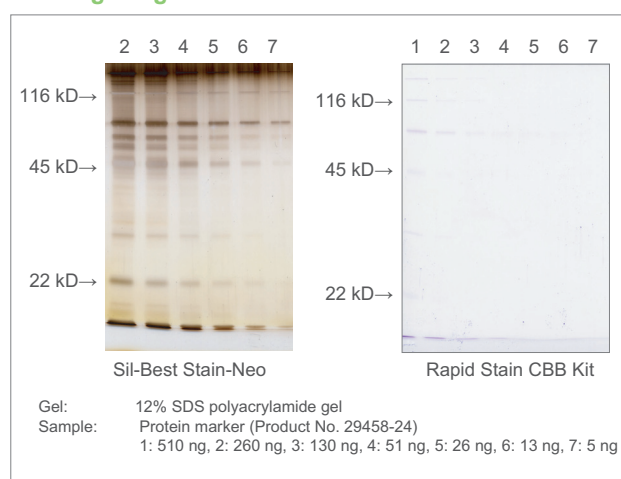 2 3 4 5 6 7
116 kD→
45 kD→
22 kD→
Sil-Best Stain-Neo
1 2 3 4 5 6 7
116 kD→
45 kD→
22 kD→
Rapid Stain CBB Kit
Gel: 12% SDS polyacrylamide gel
Sample: Protein marker (Product No. 29458-24)
1: 510 ng, 2: 260 ng, 3: 130 ng, 4: 51 ng, 5: 26 ng, 6: 13 ng, 7: 5 ng